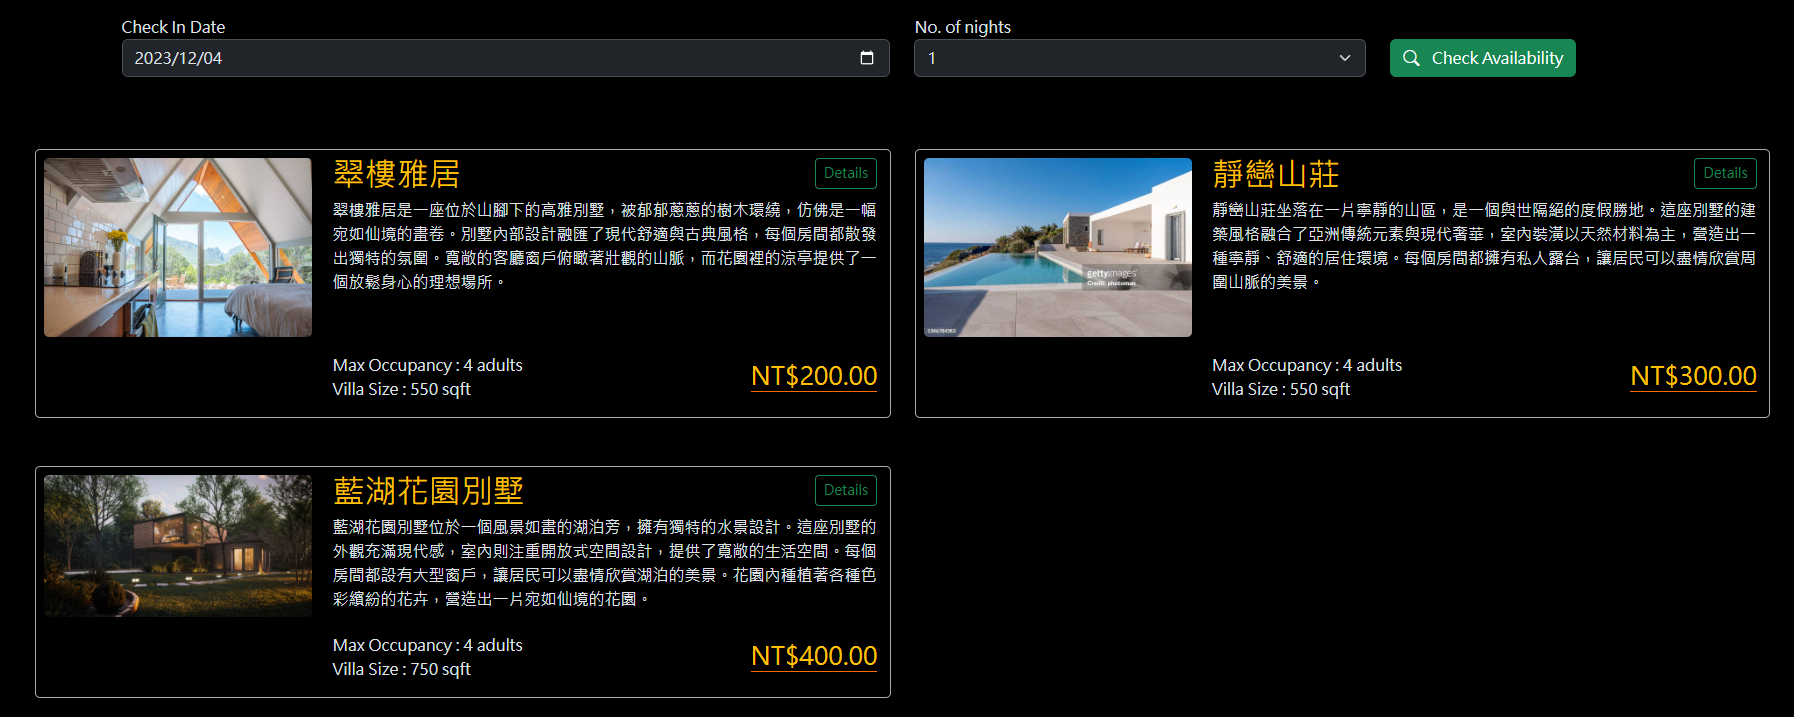 Check In Date
No. of nights
2023/12/04
1
Check Availability
翠樓雅居
Details
翠樓雅居是一座位於山腳下的高雅別墅，被郁郁蔥蔥的樹木環繞，仿佛是一幅
宛如仙境的畫卷。別墅內部設計融匯了現代舒適與古典風格，每個房間都散發
出獨特的氛圍。寬敞的客廳窗戶俯瞰著壯觀的山脈，而花園裡的涼亭提供了一
個放鬆身心的理想場所。
Max Occupancy : 4 adults
Villa Size : 550 sqft
NT$200.00
gettyimages
Credit: photoman
1346784183
靜巒山莊
Details
靜巒山莊坐落在一片寧靜的山區，是一個與世隔絕的度假勝地。這座別墅的建
築風格融合了亞洲傳統元素與現代奢華，室內裝潢以天然材料為主，營造出一
種寧靜、舒適的居住環境。每個房間都擁有私人露台，讓居民可以盡情欣賞周
圍山脈的美景。
Max Occupancy : 4 adults
Villa Size : 550 sqft
NT$300.00
藍湖花園別墅
Details
藍湖花園別墅位於一個風景如畫的湖泊旁，擁有獨特的水景設計。這座別墅的
外觀充滿現代感，室內則注重開放式空間設計，提供了寬敞的生活空間。每個
房間都設有大型窗戶，讓居民可以盡情欣賞湖泊的美景。花園內種植著各種色
彩繽紛的花卉，營造出一片宛如仙境的花園。
Max Occupancy : 4 adults
Villa Size : 750 sqft
NT$400.00